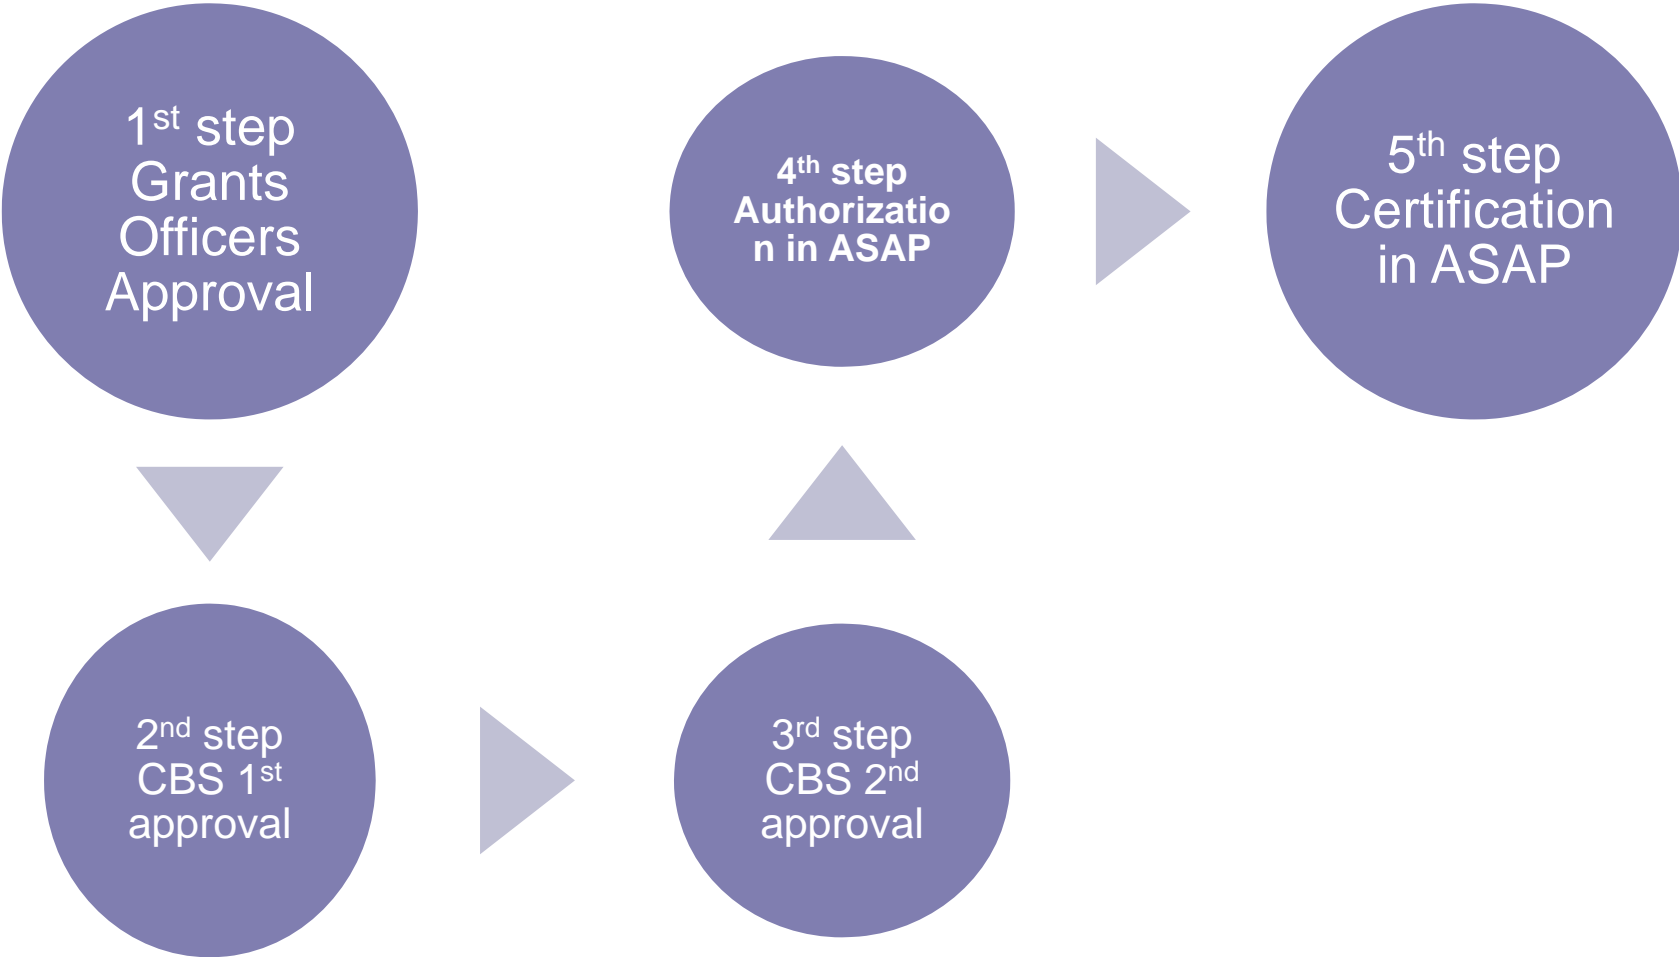 1st step
Grants
Officers
Approval
2nd step
CBS 1st
approval
3rd step
CBS 2nd
approval
4th step
Authorizatio
n in ASAP
5th step
Certification
in ASAP